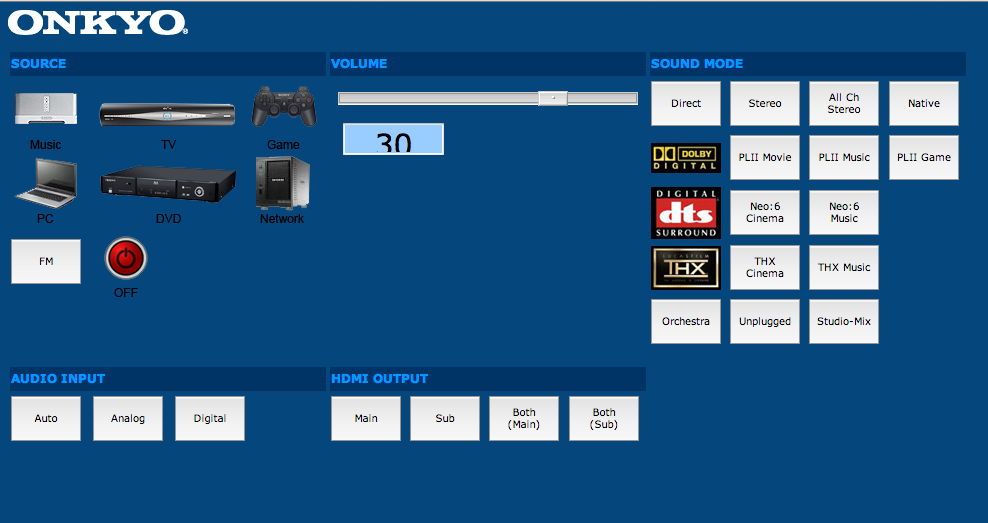 ONKYO
SOURCE
VOLUME
SOUND MODE
Music
TV
Game
PC
DVD
Network
FM
OFF
30
Direct
Stereo
All Ch
Stereo
Native
DOLBY
DIGITAL
PLII Movie
PLII Music
PLII Game
DIGITAL
dts
SURROUND
Neo:6
Cinema
Neo:6
Music
LUCASFILM
THX
THX
Cinema
THX Music
Orchestra
Unplugged
Studio-Mix
AUDIO INPUT
HDMI OUTPUT
Auto
Analog
Digital
Main
Sub
Both
(Main)
Both
(Sub)